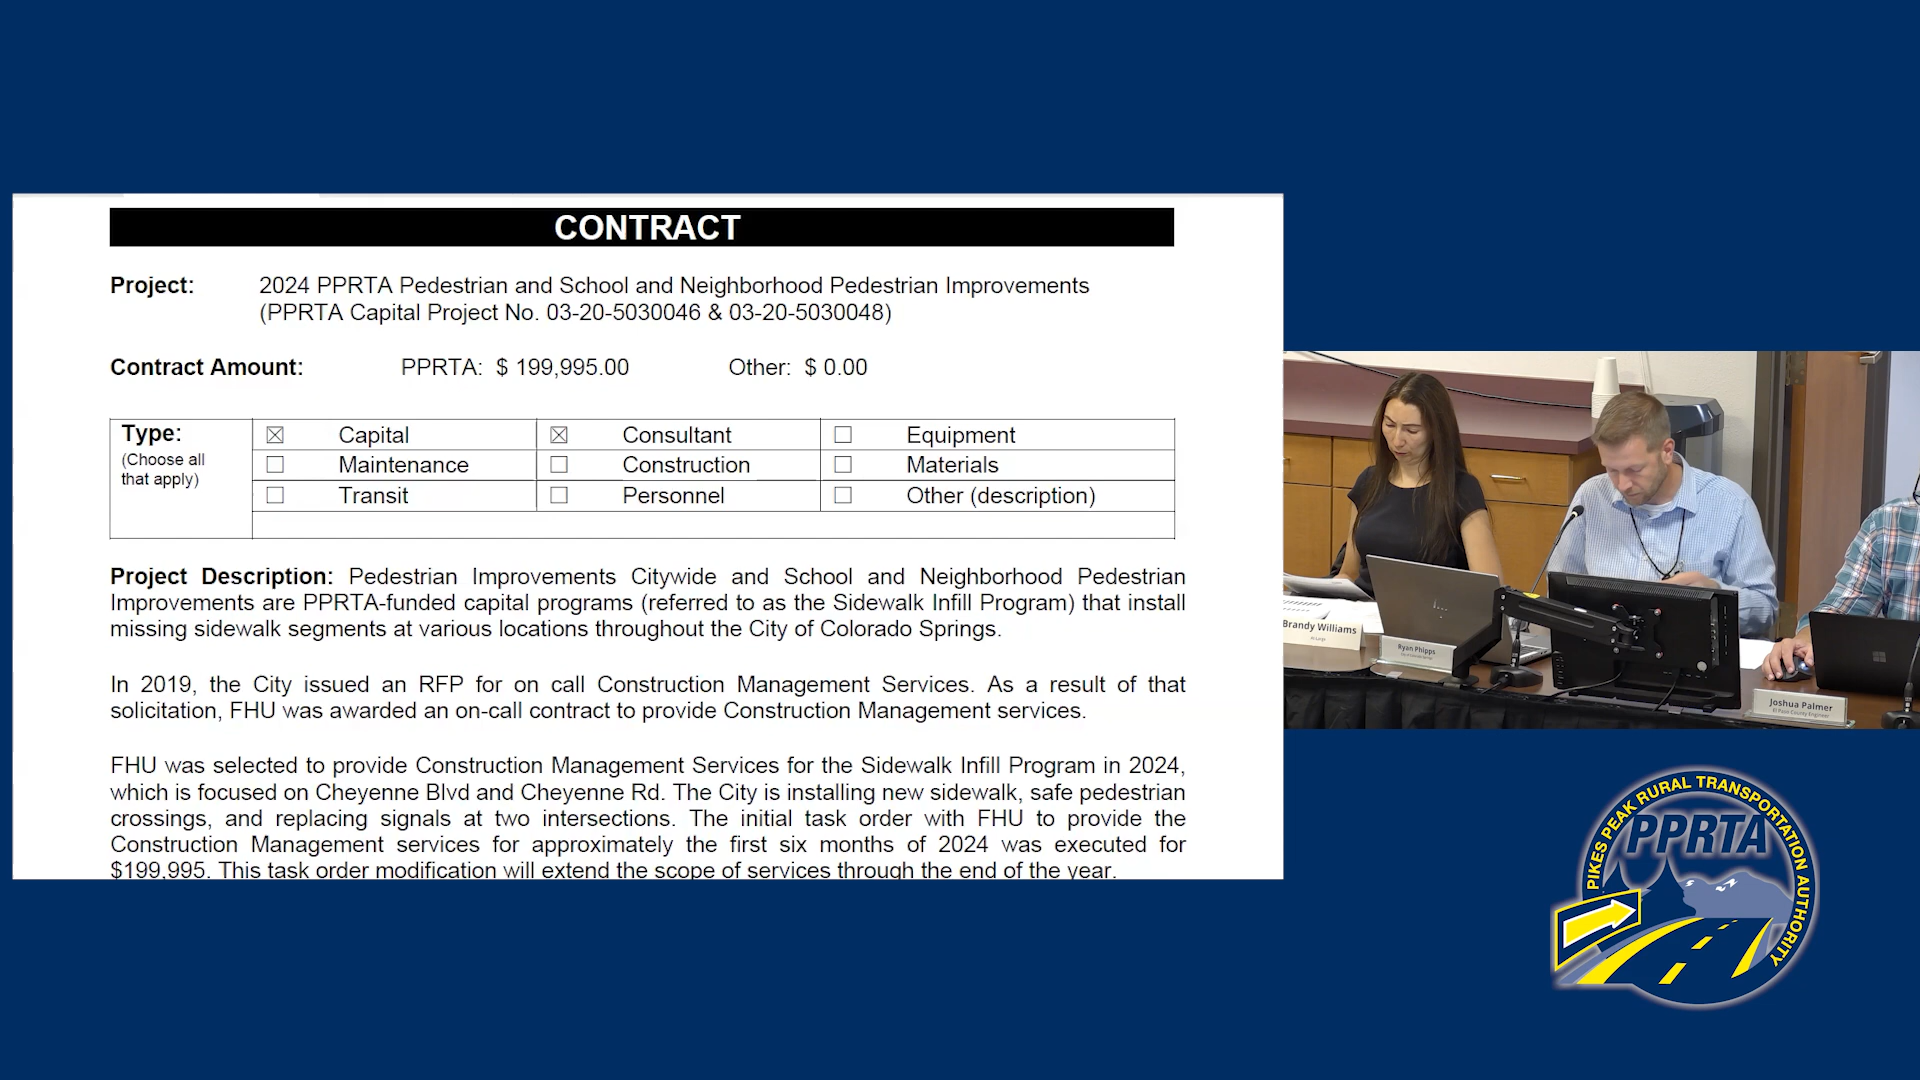 CONTRACT
Project: 2024 PPRTA Pedestrian and School and Neighborhood Pedestrian Improvements
(PPRTA Capital Project No. 03-20-5030046 & 03-20-5030048)
Contract Amount: PPRTA: $ 199,995.00 Other: $ 0.00
Type: ☒ Capital ☒ Consultant ☐ Equipment
(Choose all that apply) ☐ Maintenance ☐ Construction ☐ Materials
☐ Transit ☐ Personnel ☐ Other (description)
Project Description: Pedestrian Improvements Citywide and School and Neighborhood Pedestrian
Improvements are PPRTA-funded capital programs (referred to as the Sidewalk Infill Program) that install
missing sidewalk segments at various locations throughout the City of Colorado Springs.
In 2019, the City issued an RFP for on call Construction Management Services. As a result of that
solicitation, FHU was awarded an on-call contract to provide Construction Management services.
FHU was selected to provide Construction Management Services for the Sidewalk Infill Program in 2024,
which is focused on Cheyenne Blvd and Cheyenne Rd. The City is installing new sidewalk, safe pedestrian
crossings, and replacing signals at two intersections. The initial task order with FHU to provide the
Construction Management services for approximately the first six months of 2024 was executed for
$199,995. This task order modification will extend the scope of services through the end of the year.
Brandy Williams
Ryan Phipps
Joshua Palmer
El Paso County Engineer
PIKES PEAK RURAL TRANSPORTATION AUTHORITY
PPRTA